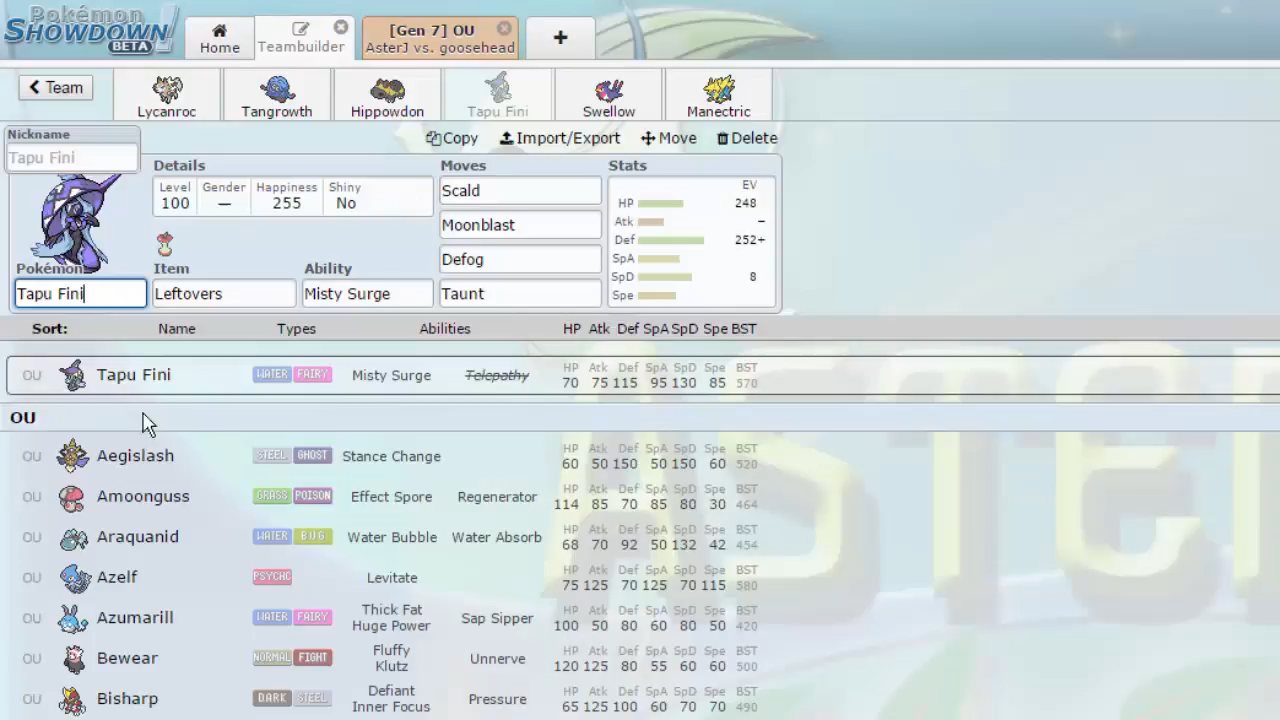 Pokémon
SHOWDOWN
BETA
Home
Teambuilder
[Gen 7] OU
AsterJ vs. goosehead
+
Team
Lycanroc
Tangrowth
Hippowdon
Tapu Fini
Swellow
Manectric
Copy
Import/Export
Move
Delete
Nickname
Tapu Fini
Details
Level
100
Gender
—
Happiness
255
Shiny
No
Pokémon
Tapu Fini
Item
Leftovers
Ability
Misty Surge
Moves
Scald
Moonblast
Defog
Taunt
Stats
EV
HP 248
Atk –
Def 252+
SpA
SpD 8
Spe
Sort: Name Types Abilities HP Atk Def SpA SpD Spe BST
OU Tapu Fini WATER FAIRY Misty Surge Telepathy
HP Atk Def SpA SpD Spe BST
70 75 115 95 130 85 570
OU
OU Aegislash STEEL GHOST Stance Change
HP Atk Def SpA SpD Spe BST
60 50 150 50 150 60 520
OU Amoonguss GRASS POISON Effect Spore Regenerator
HP Atk Def SpA SpD Spe BST
114 85 70 85 80 30 464
OU Araquanid WATER BUG Water Bubble Water Absorb
HP Atk Def SpA SpD Spe BST
68 70 92 50 132 42 454
OU Azelf PSYCHC Levitate
HP Atk Def SpA SpD Spe BST
75 125 70 125 70 115 580
OU Azumarill WATER FAIRY Thick Fat
Huge Power Sap Sipper
HP Atk Def SpA SpD Spe BST
100 50 80 60 80 50 420
OU Bewear NORMAL FIGHT Fluffy
Klutz Unnerve
HP Atk Def SpA SpD Spe BST
120 125 80 55 60 60 500
OU Bisharp DARK STEEL Defiant
Inner Focus Pressure
HP Atk Def SpA SpD Spe BST
65 125 100 60 70 70 490
ASTER